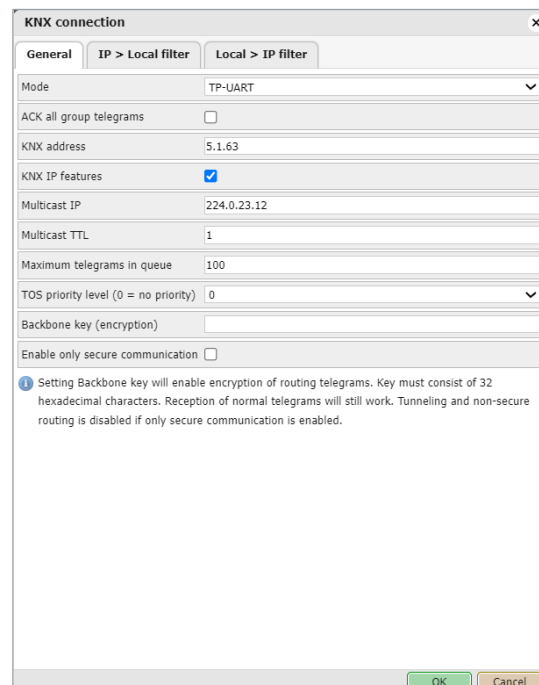 KNX connection
General IP > Local filter Local > IP filter
Mode TP-UART
ACK all group telegrams
KNX address 5.1.63
KNX IP features
Multicast IP 224.0.23.12
Multicast TTL 1
Maximum telegrams in queue 100
TOS priority level (0 = no priority) 0
Backbone key (encryption)
Enable only secure communication
Setting Backbone key will enable encryption of routing telegrams. Key must consist of 32
hexadecimal characters. Reception of normal telegrams will still work. Tunneling and non-secure
routing is disabled if only secure communication is enabled.
OK Cancel